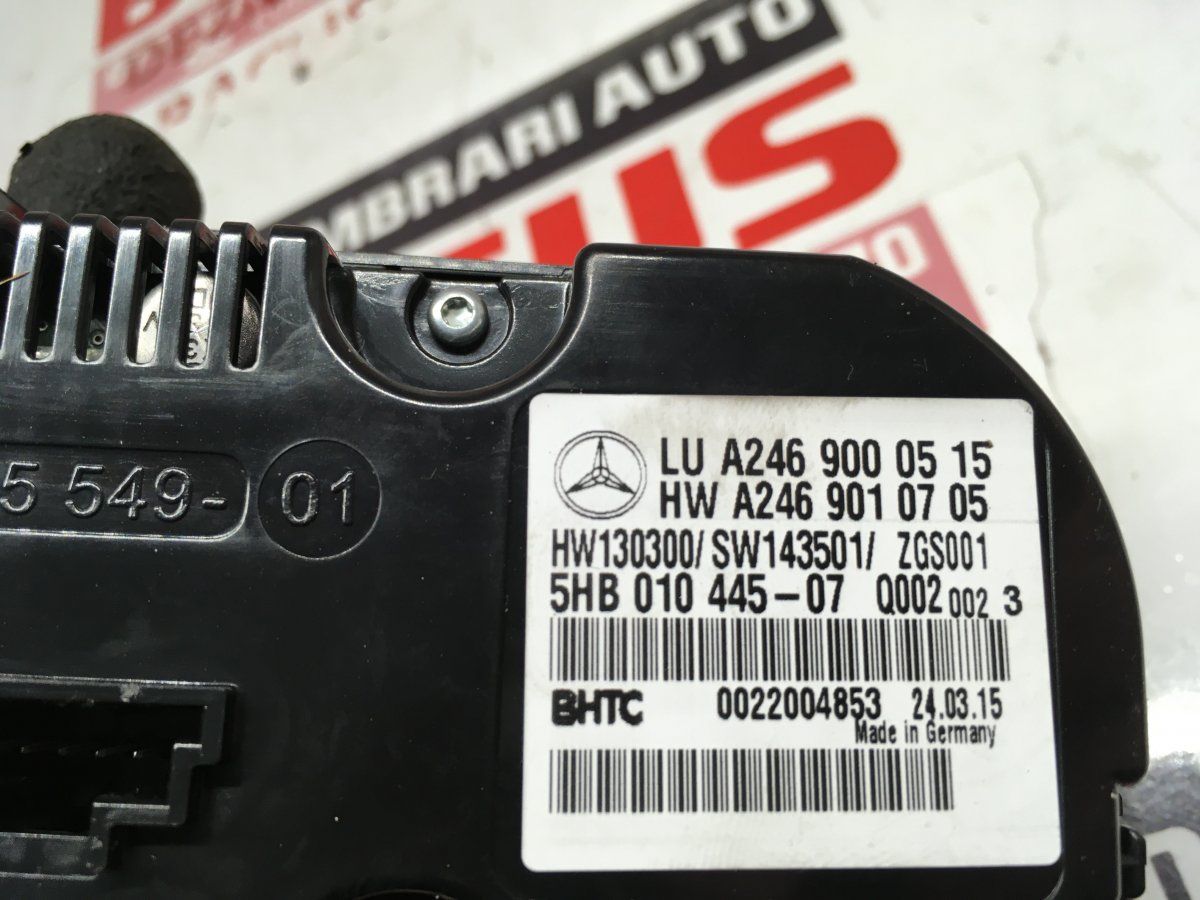 MBRARI AUTO
5 549-
01
LU A246 900 05 15
HW A246 901 07 05
HW130300/ SW143501/ ZGS001
5HB 010 445-07 Q002 002 3
BHTC 0022004853 24.03.15
Made in Germany